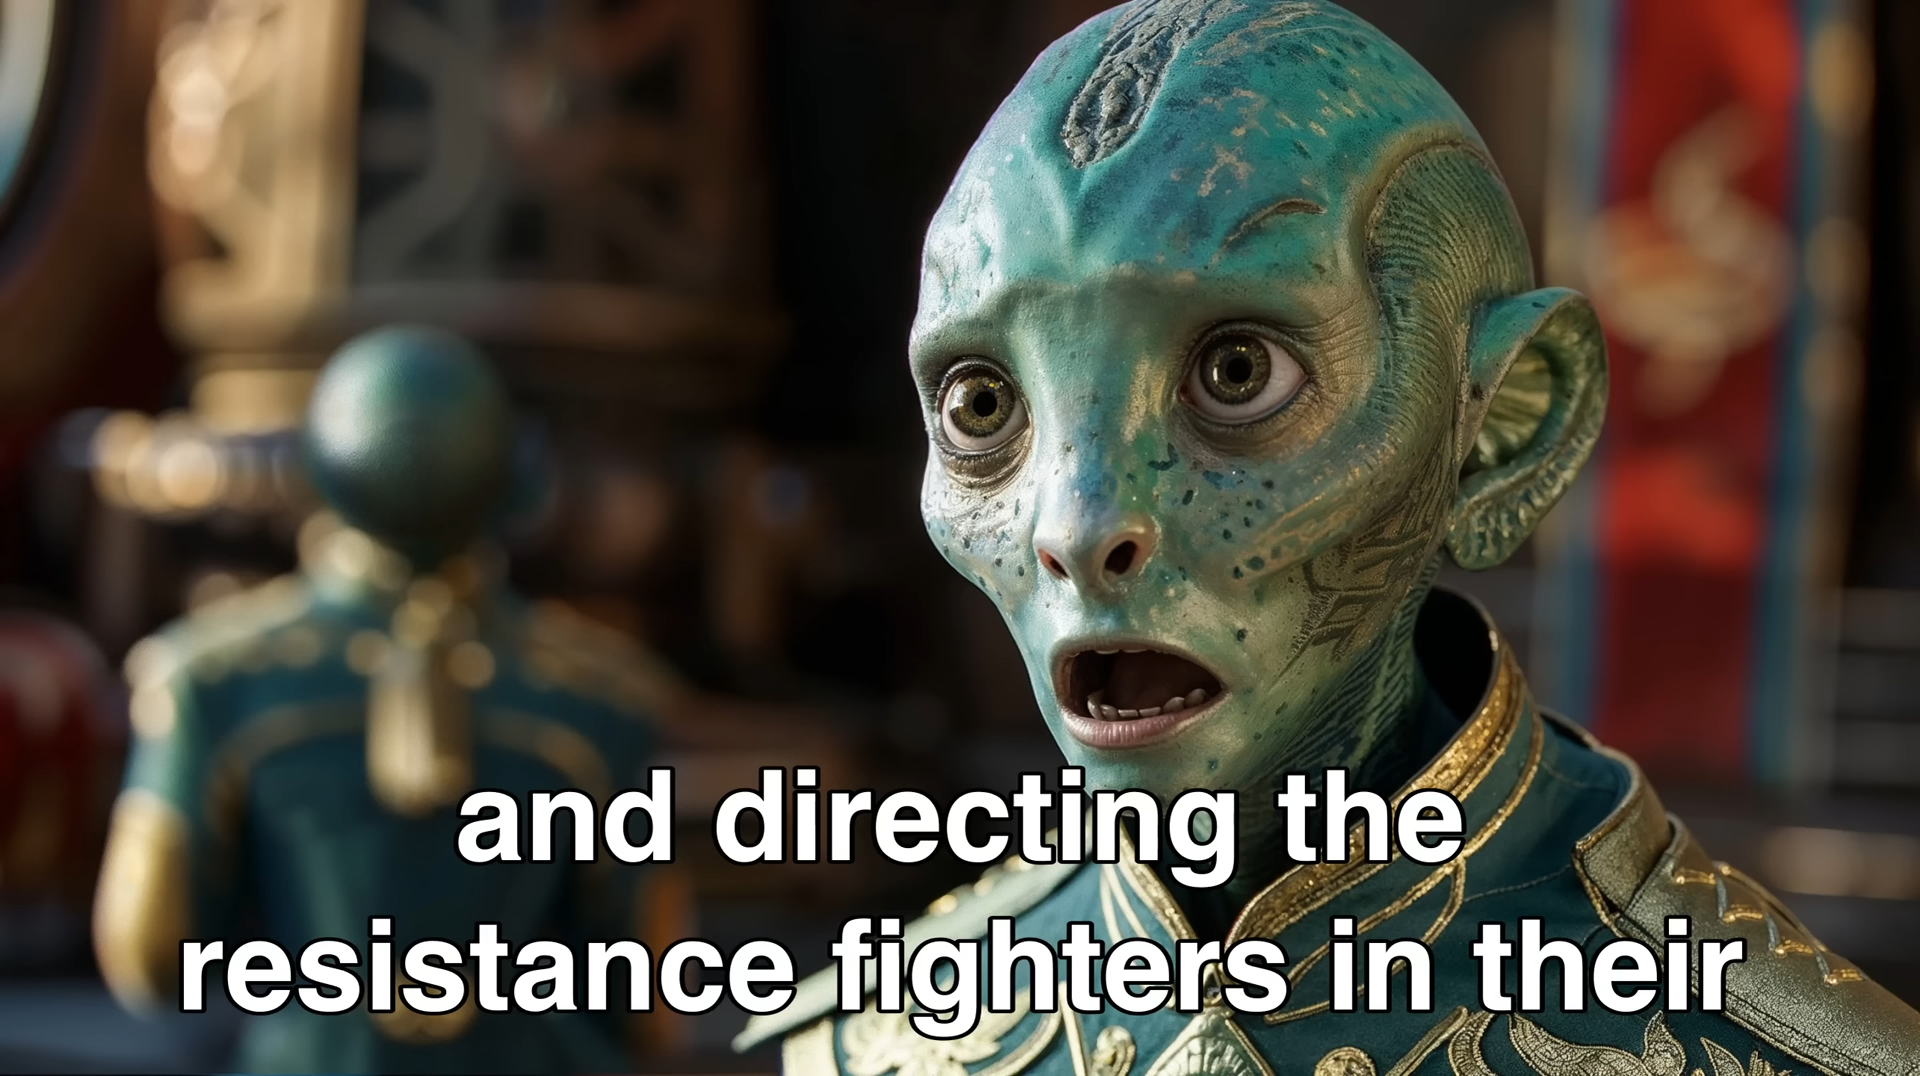 and directing the
resistance fighters in their